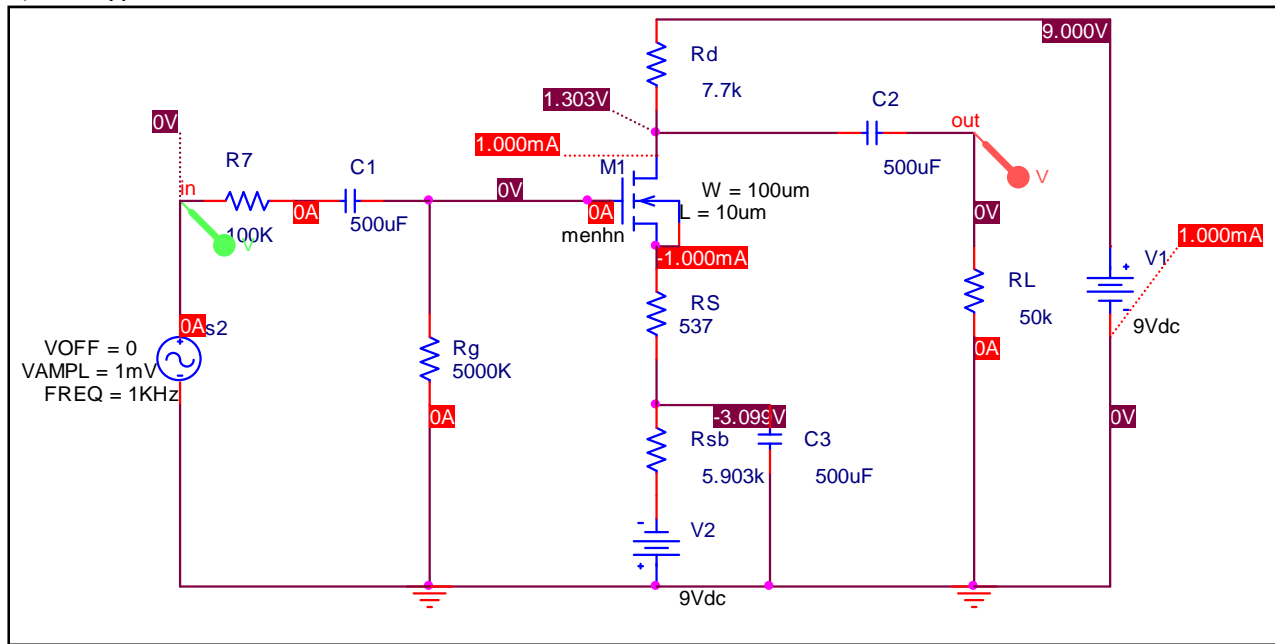 9.000V
Rd
7.7k
1.303V
C2
0V
out
1.000mA
R7
C1
M1
500uF
V
in
0V
W = 100um
L = 10um
0A
0A
100K
500uF
menhn
0V
1.000mA
V
-1.000mA
V1
RS
RL
537
50k
9Vdc
0A
s2
VOFF = 0
VAMPL = 1mV
FREQ = 1KHz
Rg
5000K
0A
0A
-3.099V
0V
Rsb
C3
5.903k
500uF
V2
9Vdc